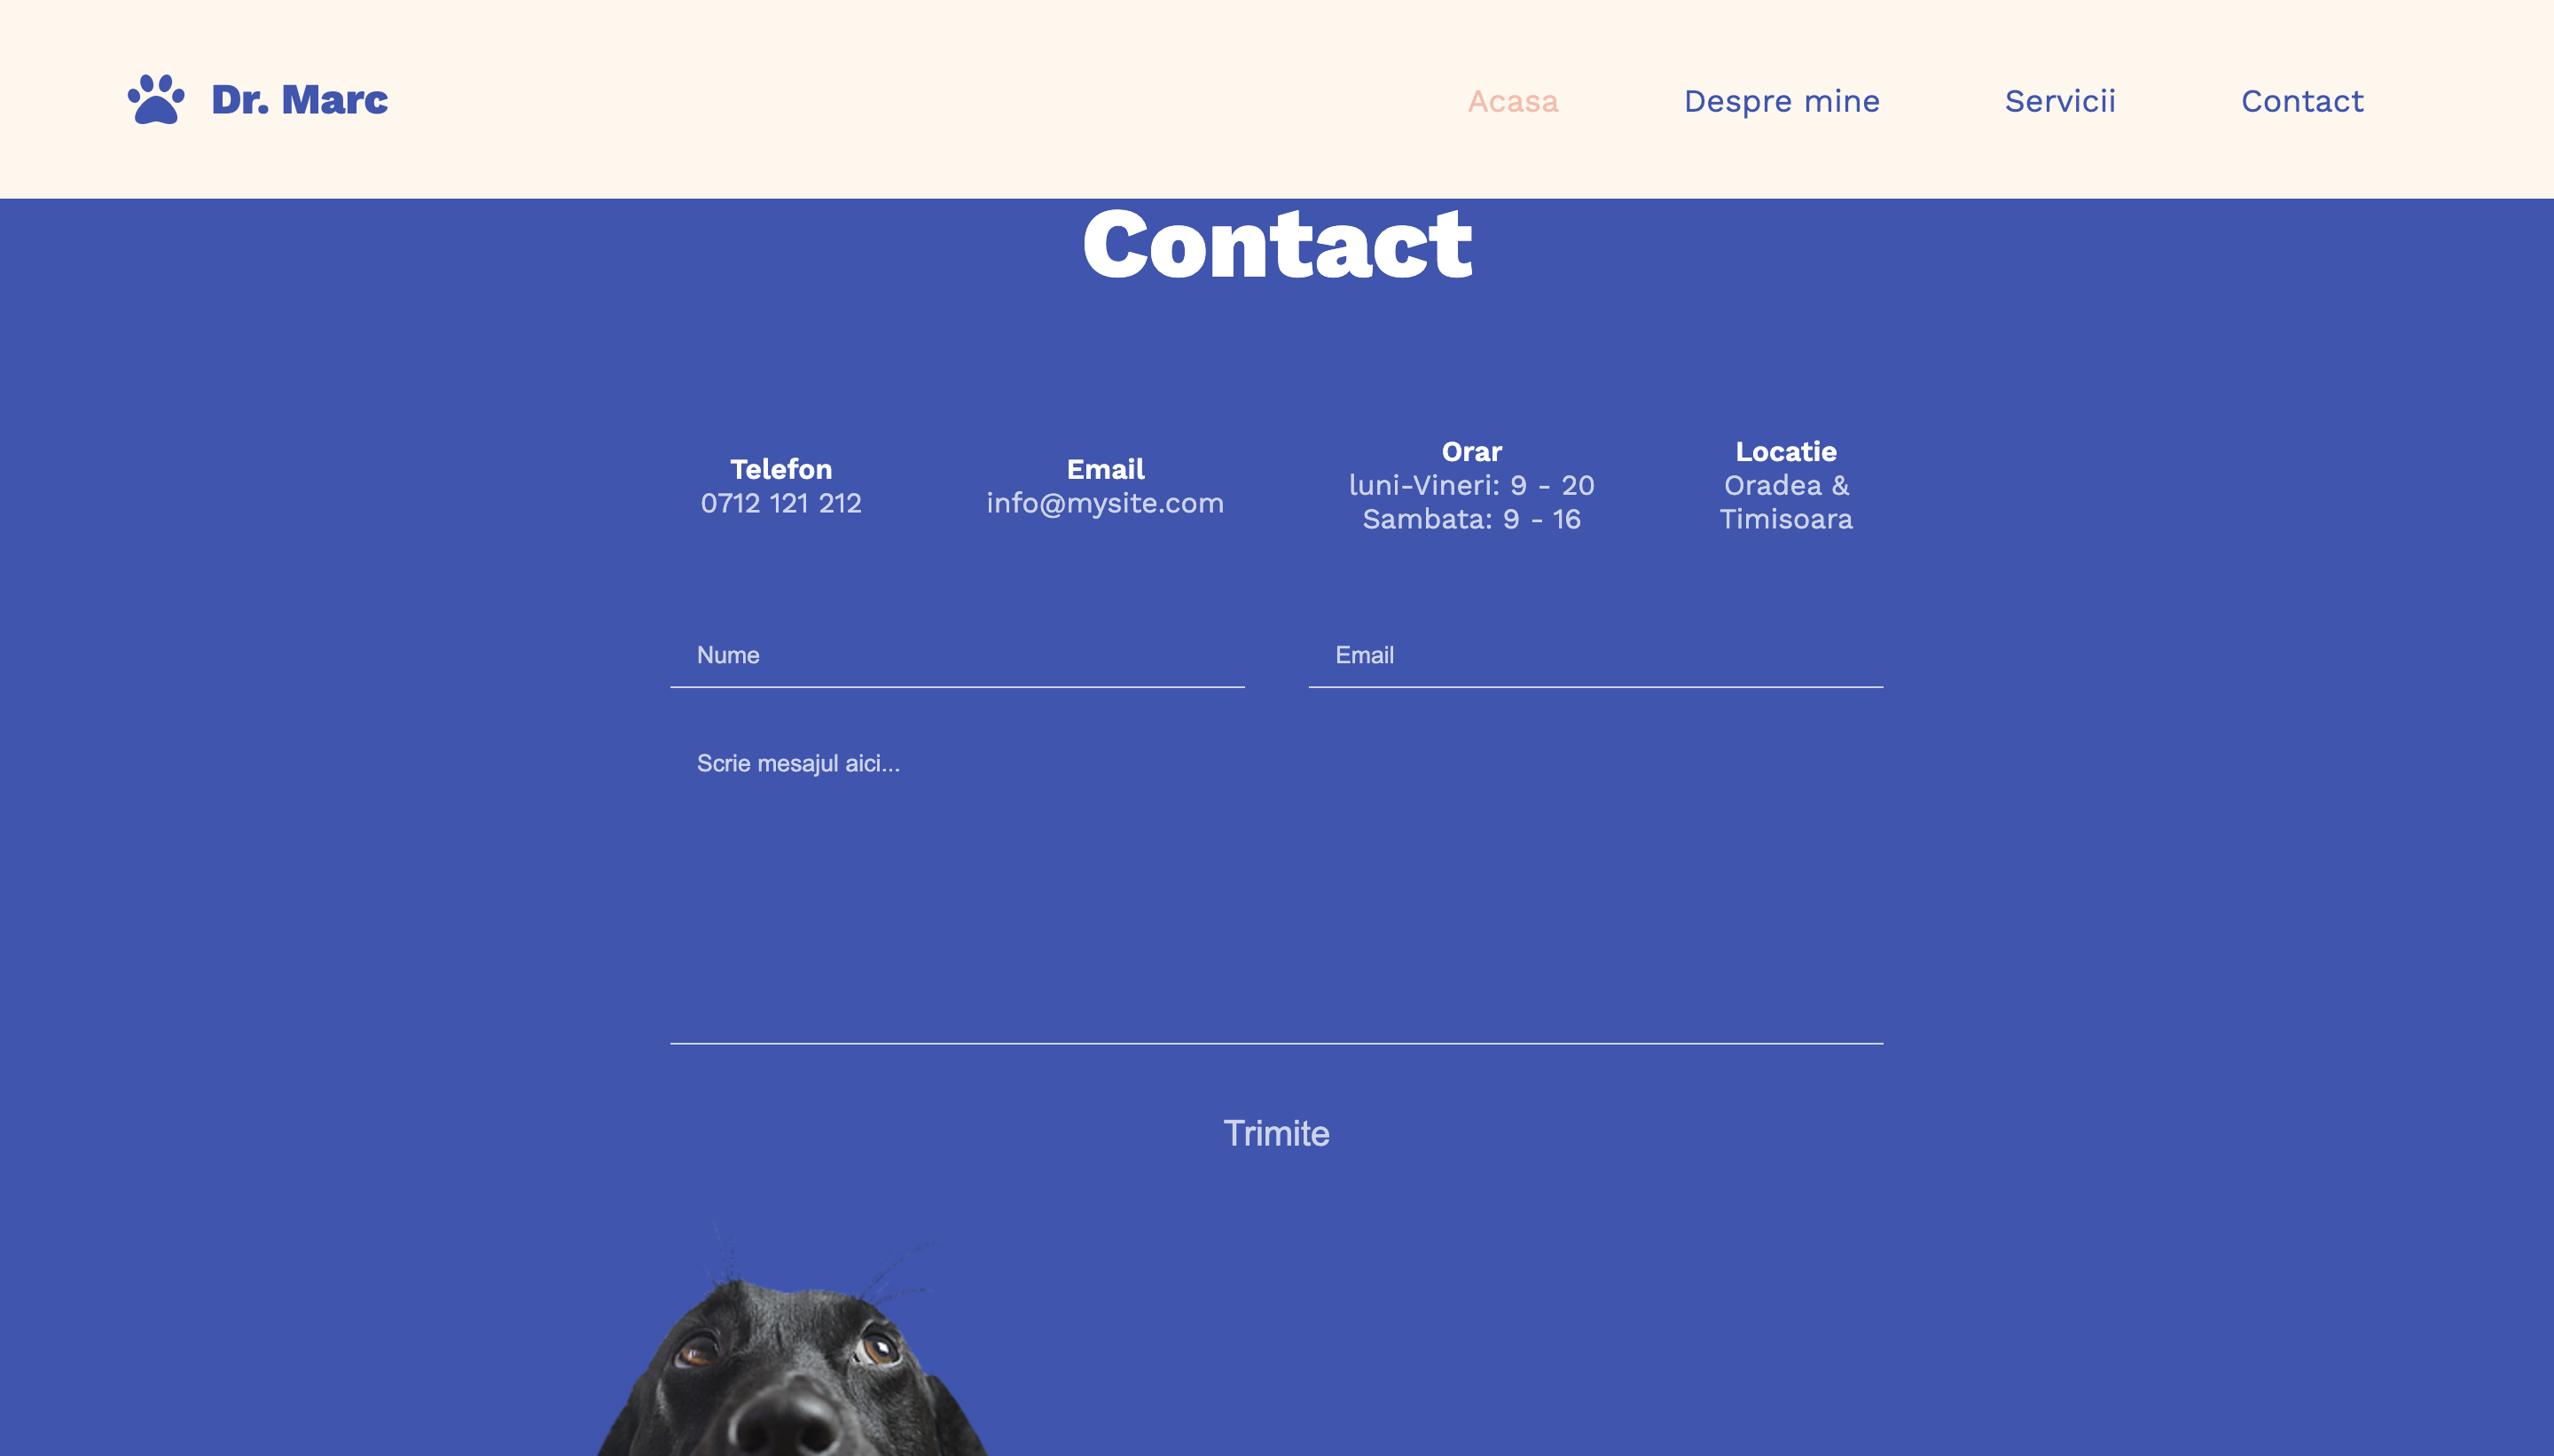 Dr. Marc
Acasa
Despre mine
Servicii
Contact
Contact
Telefon
0712 121 212
Email
info@mysite.com
Orar
luni-Vineri: 9 - 20
Sambata: 9 - 16
Locatie
Oradea &
Timisoara
Nume
Email
Scrie mesajul aici...
Trimite